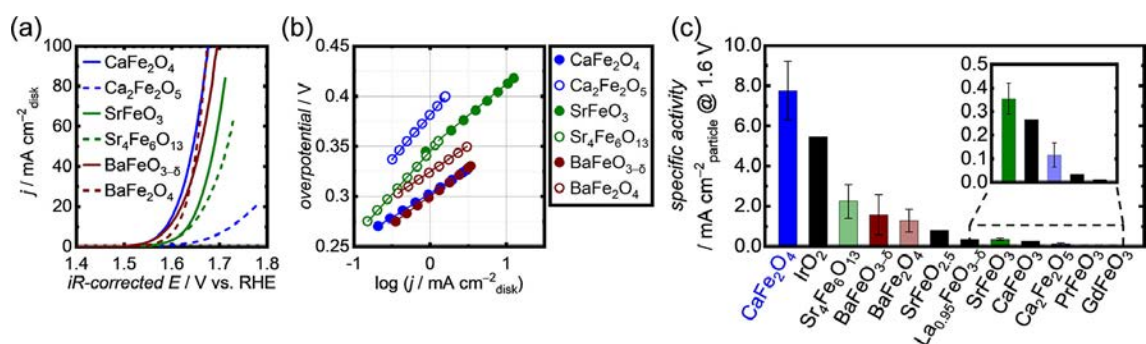 (a)
100
80
60
40
20
0
j / mA cm⁻²disk
CaFe₂O₄
Ca₂Fe₂O₅
SrFeO₃
Sr₄Fe₆O₁₃
BaFeO₃₋δ
BaFe₂O₄
1.4 1.5 1.6 1.7 1.8
iR-corrected E / V vs. RHE
(b)
0.45
0.40
0.35
0.30
0.25
overpotential / V
-1 0 1
log (j / mA cm⁻²disk)
CaFe₂O₄
Ca₂Fe₂O₅
SrFeO₃
Sr₄Fe₆O₁₃
BaFeO₃₋δ
BaFe₂O₄
(c)
specific activity
/ mA cm⁻²particle @ 1.6 V
10.0
8.0
6.0
4.0
2.0
0.0
0.5
0.4
0.3
0.2
0.1
0.0
CaFe₂O₄
IrO₂
Sr₄Fe₆O₁₃
BaFeO₃₋δ
BaFe₂O₄
SrFeO₂.₅
La₀.₉₅FeO₃₋δ
SrFeO₃
CaFeO₃
Ca₂Fe₂O₅
PrFeO₃
GdFeO₃